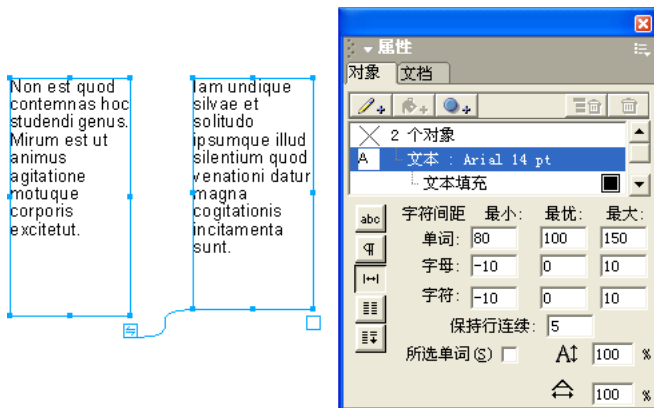 Non est quod
contemnas hoc
studendi genus.
Mirum est ut
animus
agitatione
motuque
corporis
excitetut.
Iam undique
silvae et
solitudo
ipsumque illud
silentium quod
venationi datur
magna
cogitationis
incitamenta
sunt.
属性
对象 文档
2 个对象
A 文本 : Arial 14 pt
文本填充
abc
字符间距 最小: 最优: 最大:
单词: 80 100 150
字母: -10 0 10
字符: -10 0 10
保持行连续: 5
所选单词(S) A 100 %
100 %